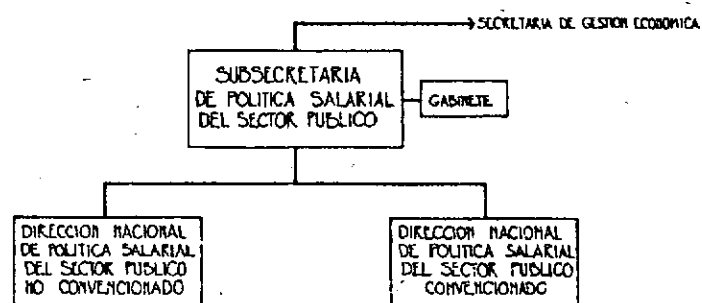 SECRETARIA DE GESTION ECONOMICA
SUBSECRETARIA
DE POLITICA SALARIAL
DEL SECTOR PUBLICO
GABINETE
DIRECCION NACIONAL
DE POLITICA SALARIAL
DEL SECTOR PUBLICO
NO CONVENCIONADO
DIRECCION NACIONAL
DE POLITICA SALARIAL
DEL SECTOR PUBLICO
CONVENCIONADO